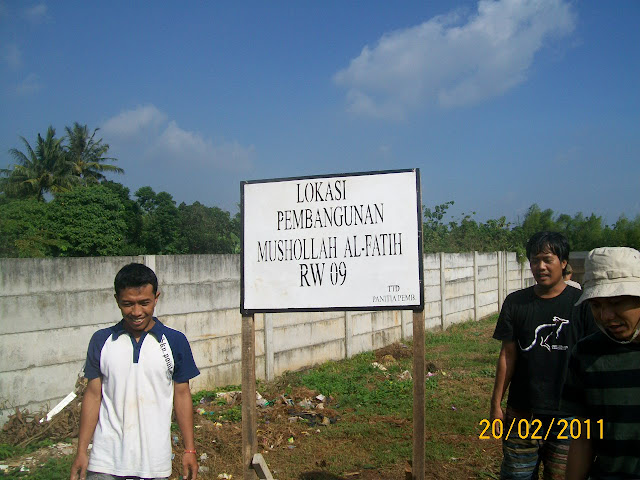 LOKASI
PEMBANGUNAN
MUSHOLLAH AL-FATIH
RW 09
TTD
PANITIA PEMB.
20/02/2011